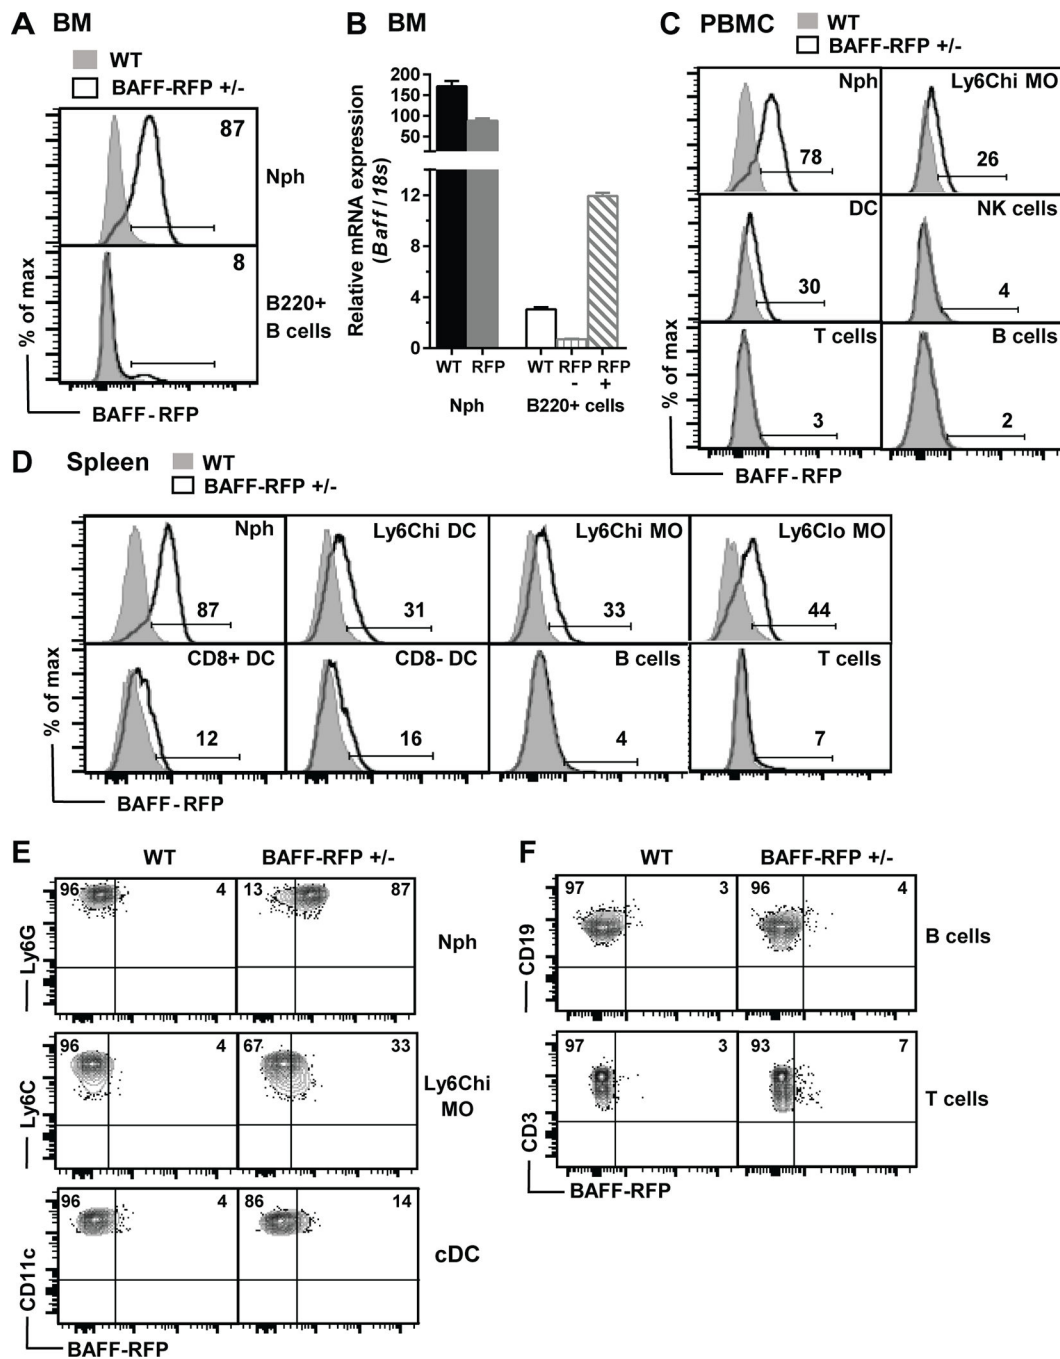 A BM
WT
BAFF-RFP +/-
87
Nph
8
B220+
B cells
% of max
BAFF-RFP
B BM
Relative mRNA expression
(Baff/18s)
200
150
100
50
12
8
4
0
WT RFP WT RFP RFP
- +
Nph B220+ cells
C PBMC
WT
BAFF-RFP +/-
Nph Ly6Chi MO
78 26
DC NK cells
30 4
T cells B cells
3 2
% of max
BAFF-RFP
D Spleen
WT
BAFF-RFP +/-
Nph Ly6Chi DC Ly6Chi MO Ly6Clo MO
87 31 33 44
CD8+ DC CD8- DC B cells T cells
12 16 4 7
% of max
BAFF-RFP
E WT BAFF-RFP +/-
96 4 13 87
Ly6G
Nph
96 4 67 33
Ly6C
Ly6Chi
MO
96 4 86 14
CD11c
cDC
BAFF-RFP
F WT BAFF-RFP +/-
97 3 96 4
CD19
B cells
97 3 93 7
CD3
T cells
BAFF-RFP